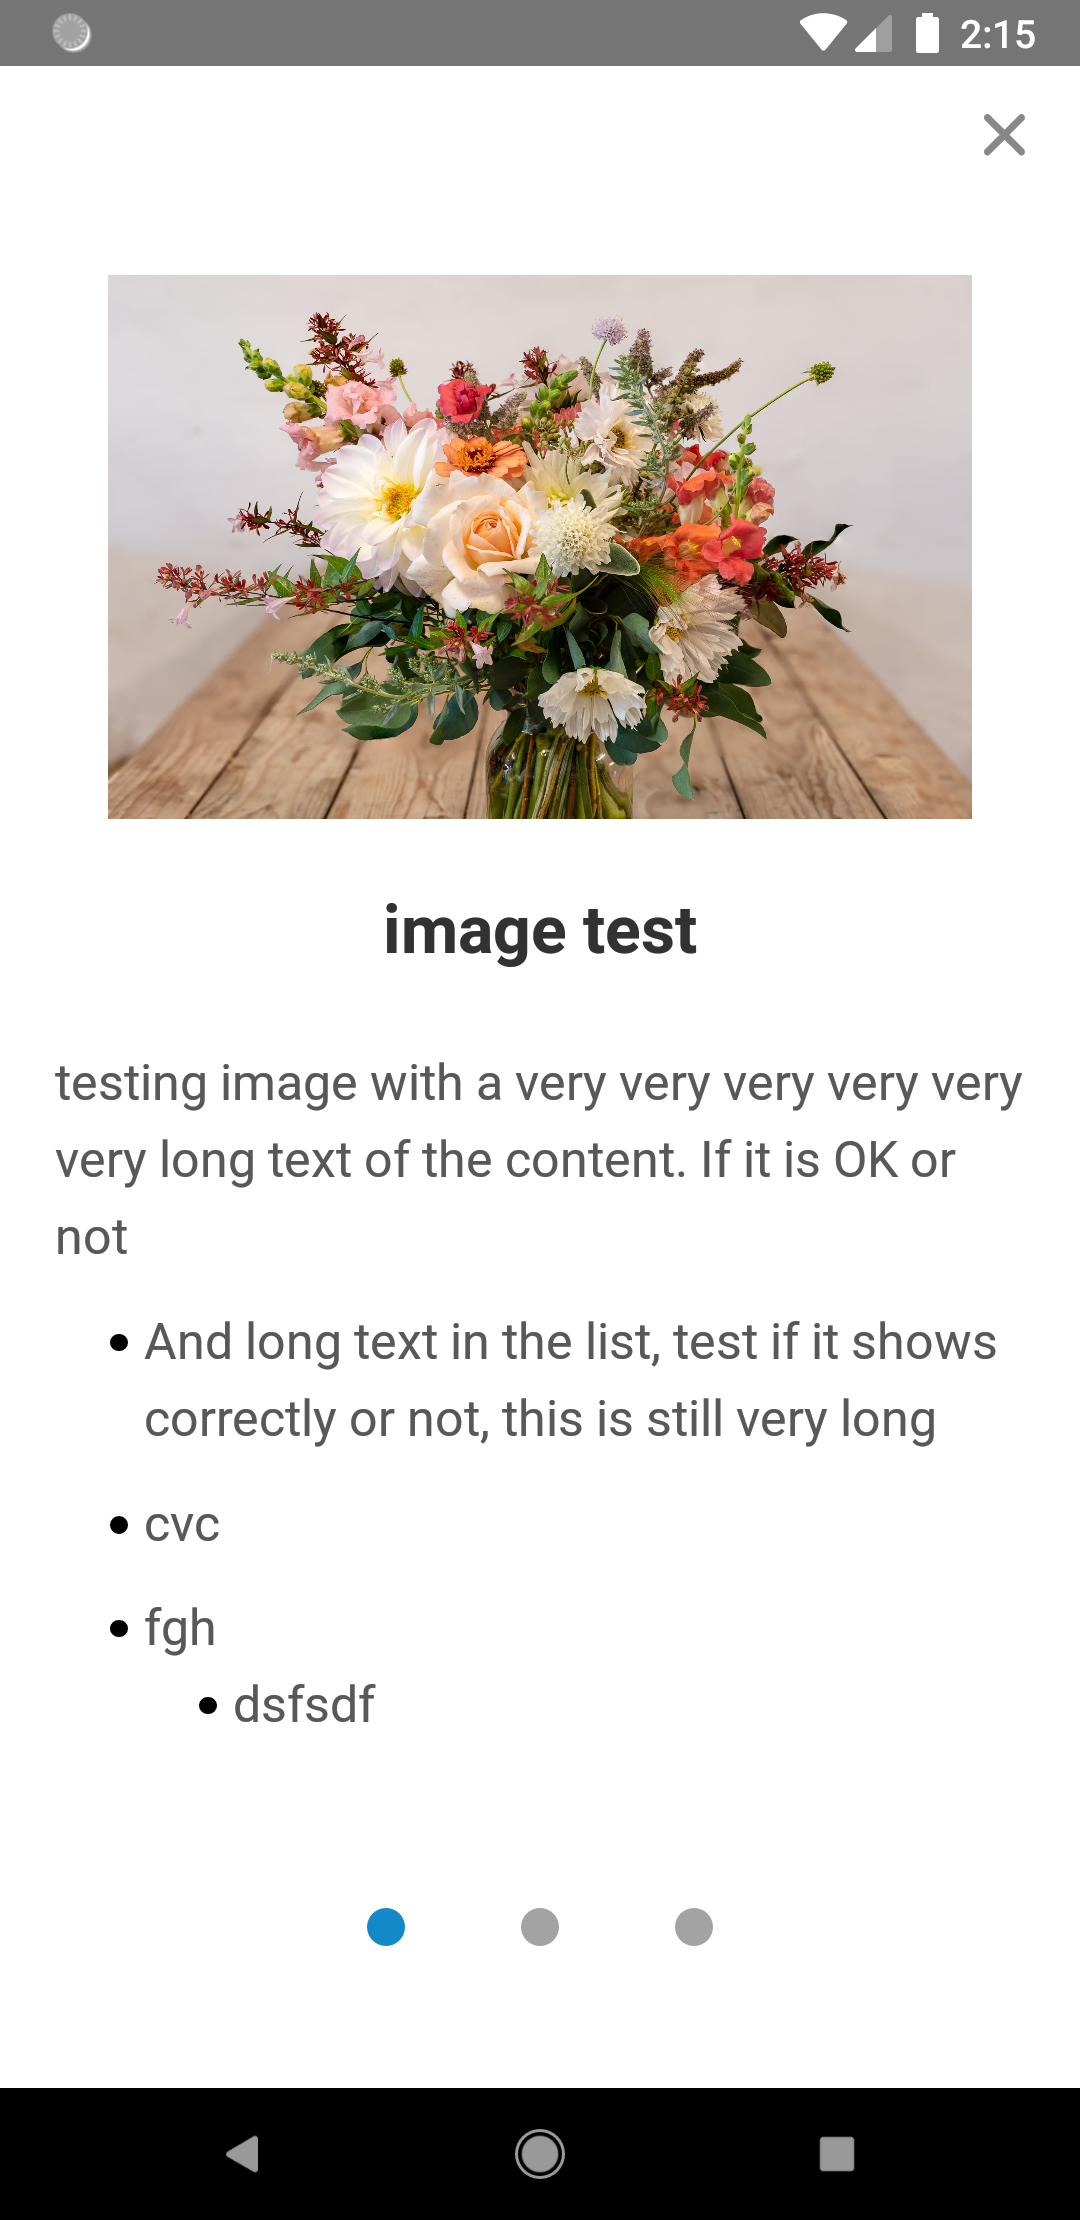 2:15
image test
testing image with a very very very very very
very long text of the content. If it is OK or
not
And long text in the list, test if it shows
correctly or not, this is still very long
cvc
fgh
dsfsdf